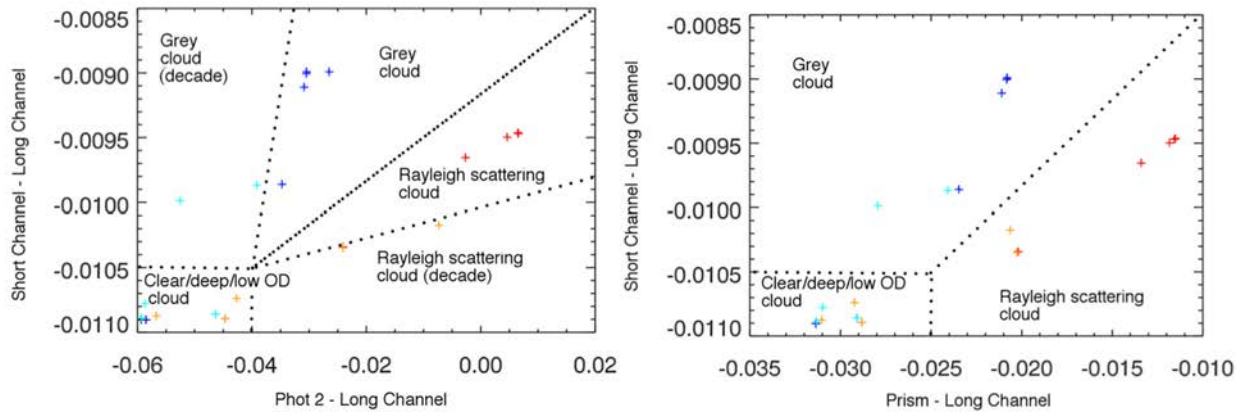 -0.0085
-0.0090
-0.0095
-0.0100
-0.0105
-0.0110
Short Channel - Long Channel
Grey
cloud
(decade)
Grey
cloud
Rayleigh scattering
cloud
Rayleigh scattering
cloud (decade)
Clear/deep/low OD
cloud
-0.06
-0.04
-0.02
0.00
0.02
Phot 2 - Long Channel
-0.0085
-0.0090
-0.0095
-0.0100
-0.0105
-0.0110
Short Channel - Long Channel
Grey
cloud
Clear/deep/low OD
cloud
Rayleigh scattering
cloud
-0.035
-0.030
-0.025
-0.020
-0.015
-0.010
Prism - Long Channel